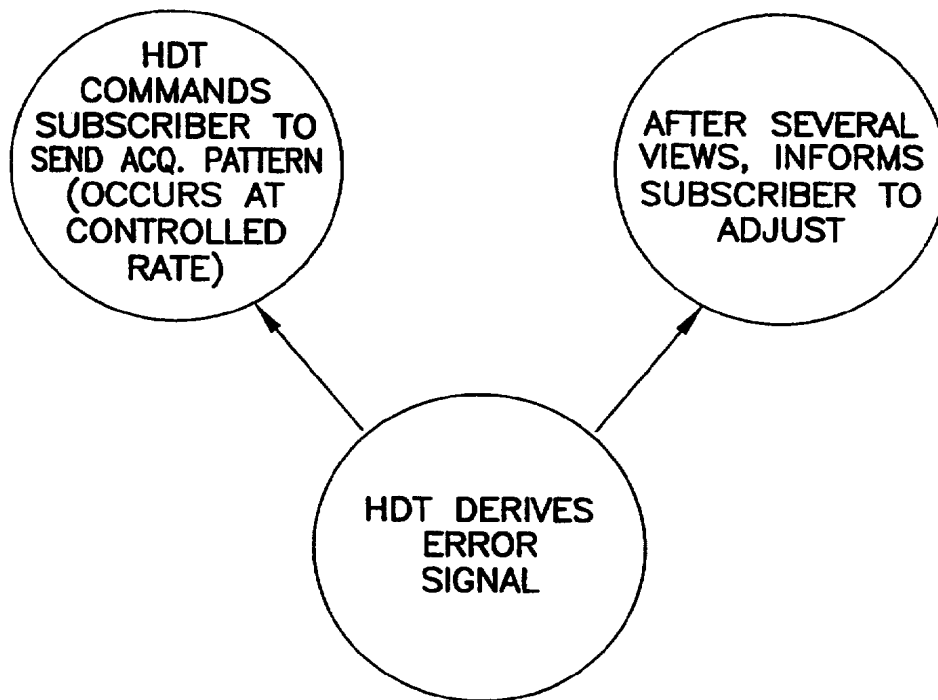 HDT
COMMANDS
SUBSCRIBER TO
SEND ACQ. PATTERN
(OCCURS AT
CONTROLLED
RATE)
AFTER SEVERAL
VIEWS, INFORMS
SUBSCRIBER TO
ADJUST
HDT DERIVES
ERROR
SIGNAL